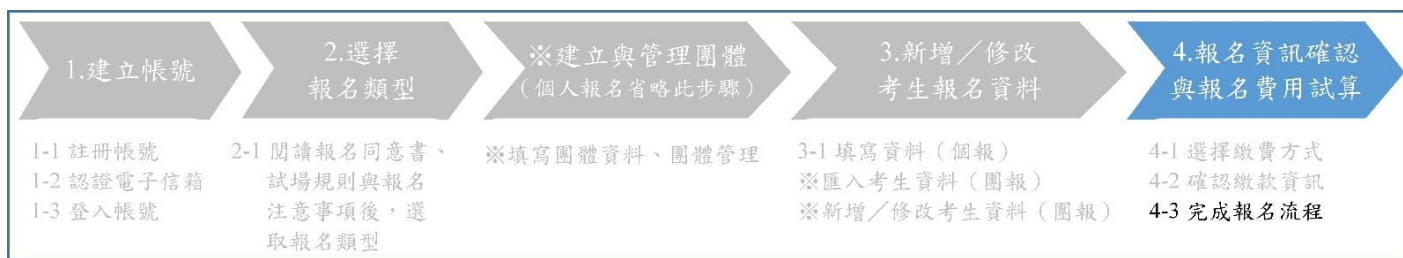 1.建立帳號
2.選擇
報名類型
※建立與管理團體
（個人報名省略此步驟）
3.新增／修改
考生報名資料
4.報名資訊確認
與報名費用試算
1-1 註冊帳號
1-2 認證電子信箱
1-3 登入帳號
2-1 閱讀報名同意書、
試場規則與報名
注意事項後，選
取報名類型
※填寫團體資料、團體管理
3-1 填寫資料（個報）
※匯入考生資料（團報）
※新增／修改考生資料（團報）
4-1 選擇繳費方式
4-2 確認繳款資訊
4-3 完成報名流程